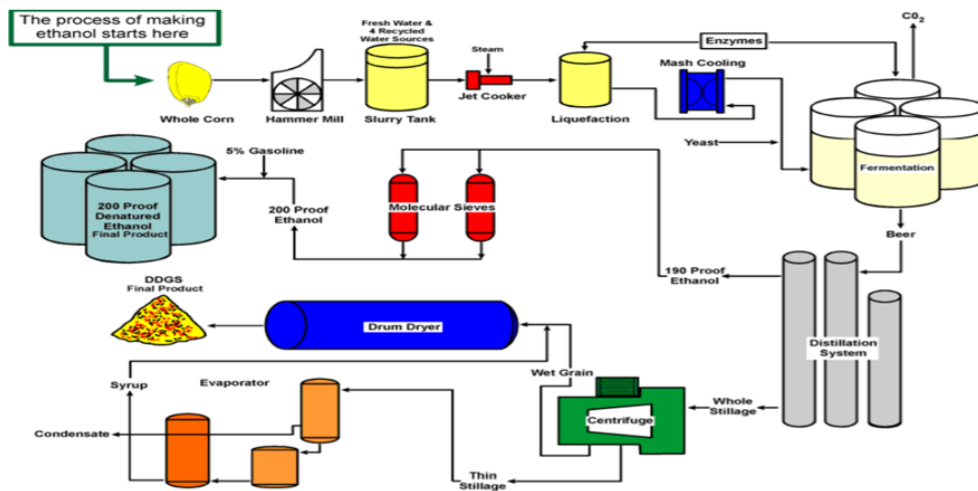 The process of making
ethanol starts here
Whole Corn
Hammer Mill
Fresh Water &
4 Recycled
Water Sources
Slurry Tank
Steam
Jet Cooker
Liquefaction
Enzymes
Mash Cooling
Yeast
C0₂
Fermentation
Beer
5% Gasoline
200 Proof
Denatured
Ethanol
Final Product
200 Proof
Ethanol
Molecular Sieves
190 Proof
Ethanol
Distillation
System
DDGS
Final Product
Drum Dryer
Wet Grain
Whole
Stillage
Centrifuge
Syrup
Evaporator
Condensate
Thin
Stillage